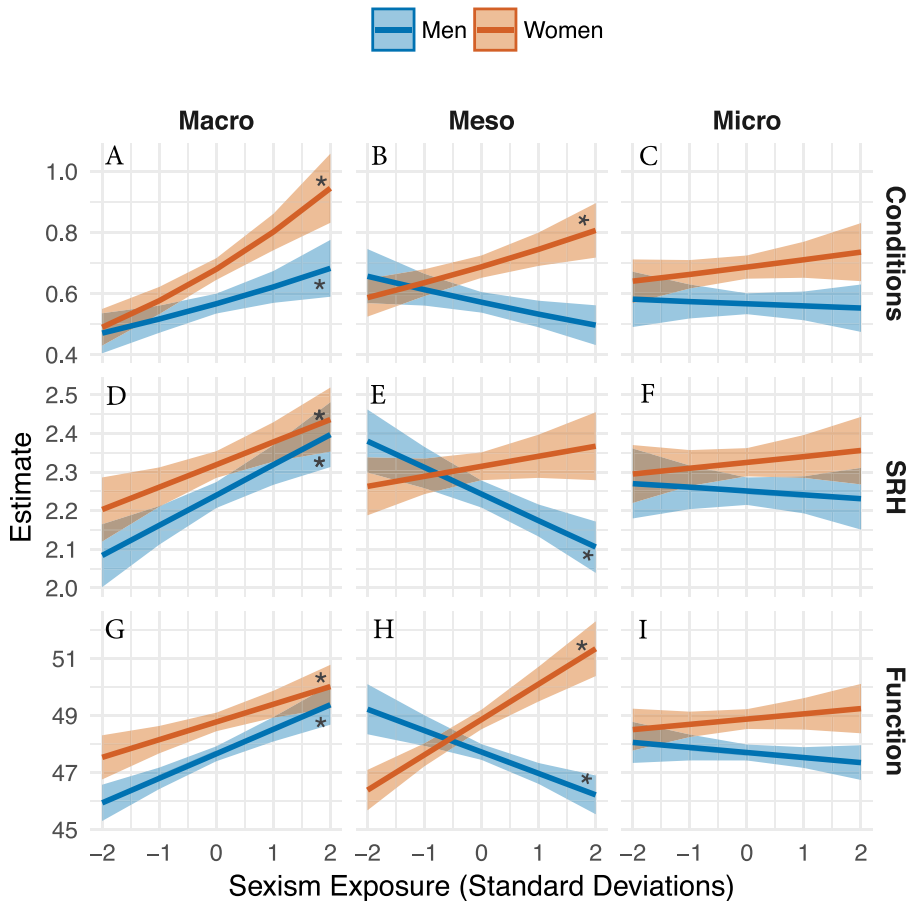 Men Women
Macro Meso Micro
A B C
1.0
0.8
0.6
0.4
* * *
Conditions
D E F
2.5
2.4
2.3
2.2
2.1
2.0
* * *
SRH
G H I
51
49
47
45
* * * *
Function
Estimate
−2 −1 0 1 2 −2 −1 0 1 2 −2 −1 0 1 2
Sexism Exposure (Standard Deviations)